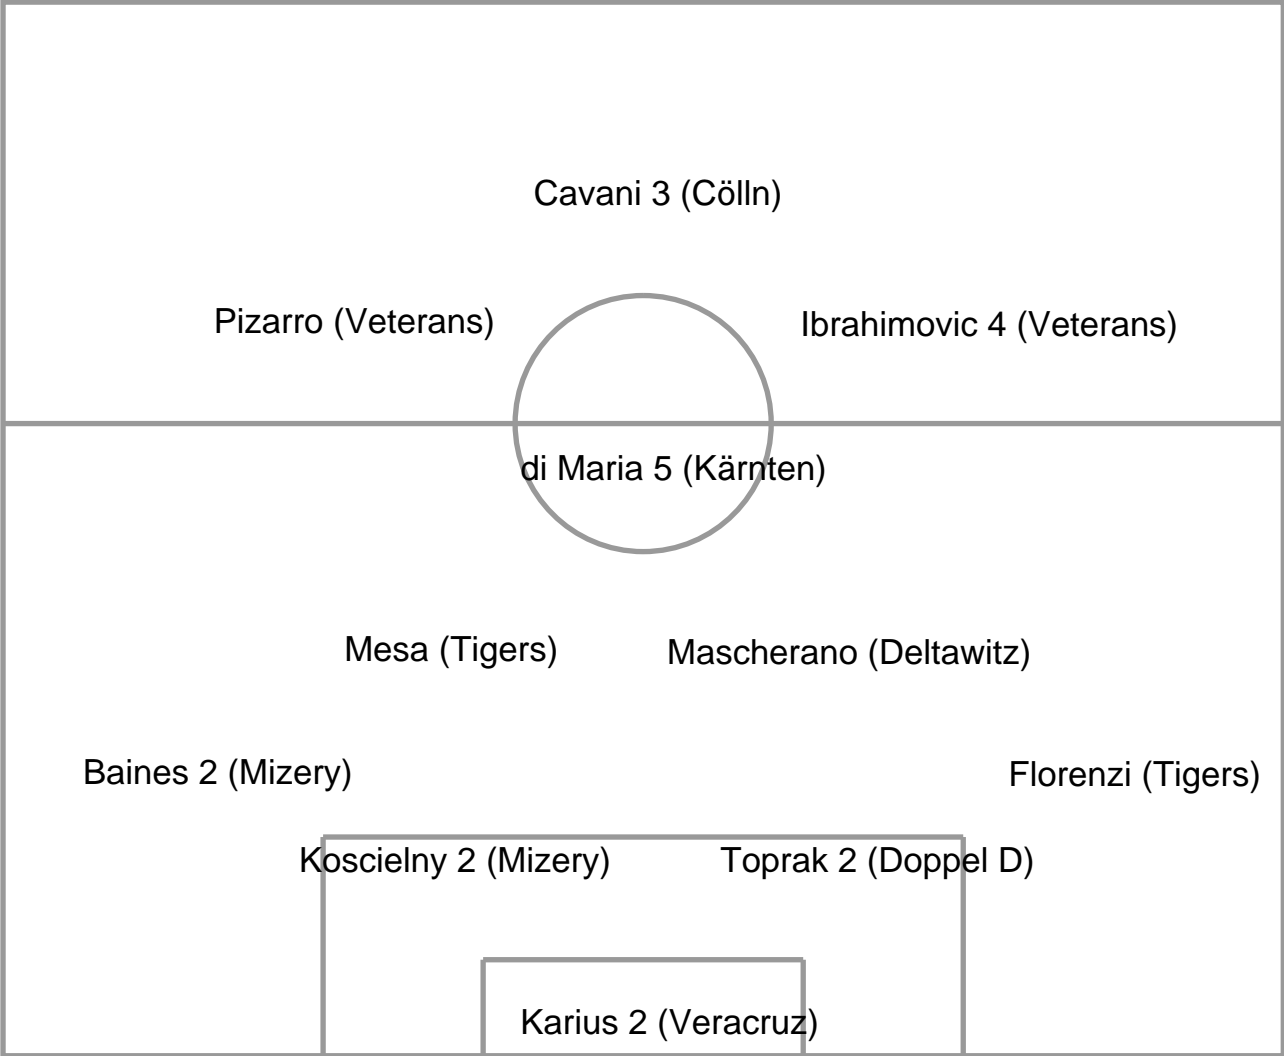 Cavani 3 (Cölln)
Pizarro (Veterans)
Ibrahimovic 4 (Veterans)
di Maria 5 (Kärnten)
Mesa (Tigers)
Mascherano (Deltawitz)
Baines 2 (Mizery)
Florenzi (Tigers)
Koscielny 2 (Mizery)
Toprak 2 (Doppel D)
Karius 2 (Veracruz)